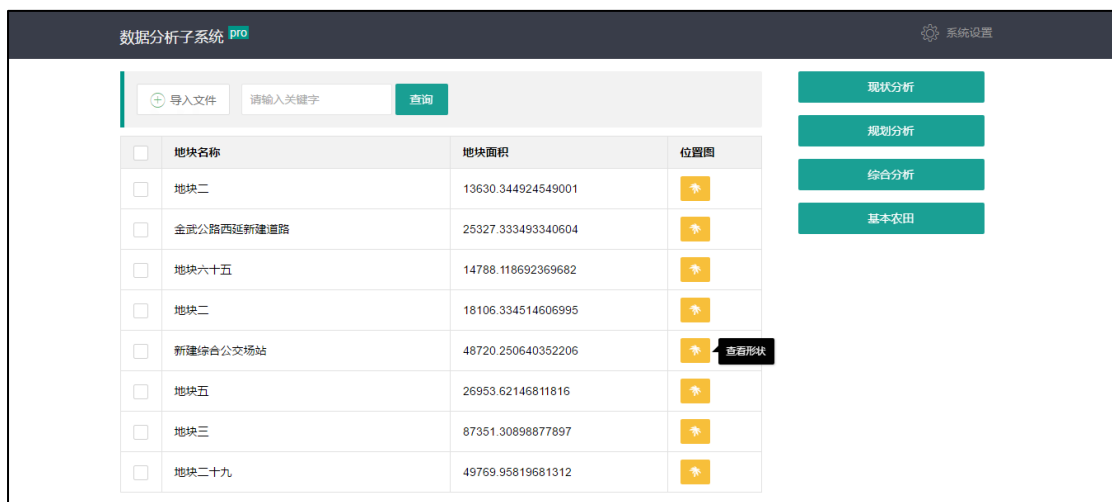 数据分析子系统 pro 系统设置
导入文件 请输入关键字 查询 现状分析
规划分析
地块名称 地块面积 位置图
综合分析
地块二 13630.344924549001
基本农田
金武公路西延新建道路 25327.333493340604
地块六十五 14788.118692369682
地块二 18106.334514606995
新建综合公交场站 48720.250640352206 查看形状
地块五 26953.62146811816
地块三 87351.30898877897
地块二十九 49769.95819681312